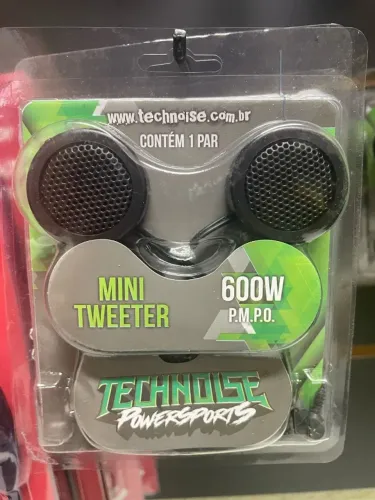 www.technoise.com.br
CONTÉM 1 PAR
MINI
TWEETER
600W
P.M.P.O.
TECHNOISE
POWERSPORTS